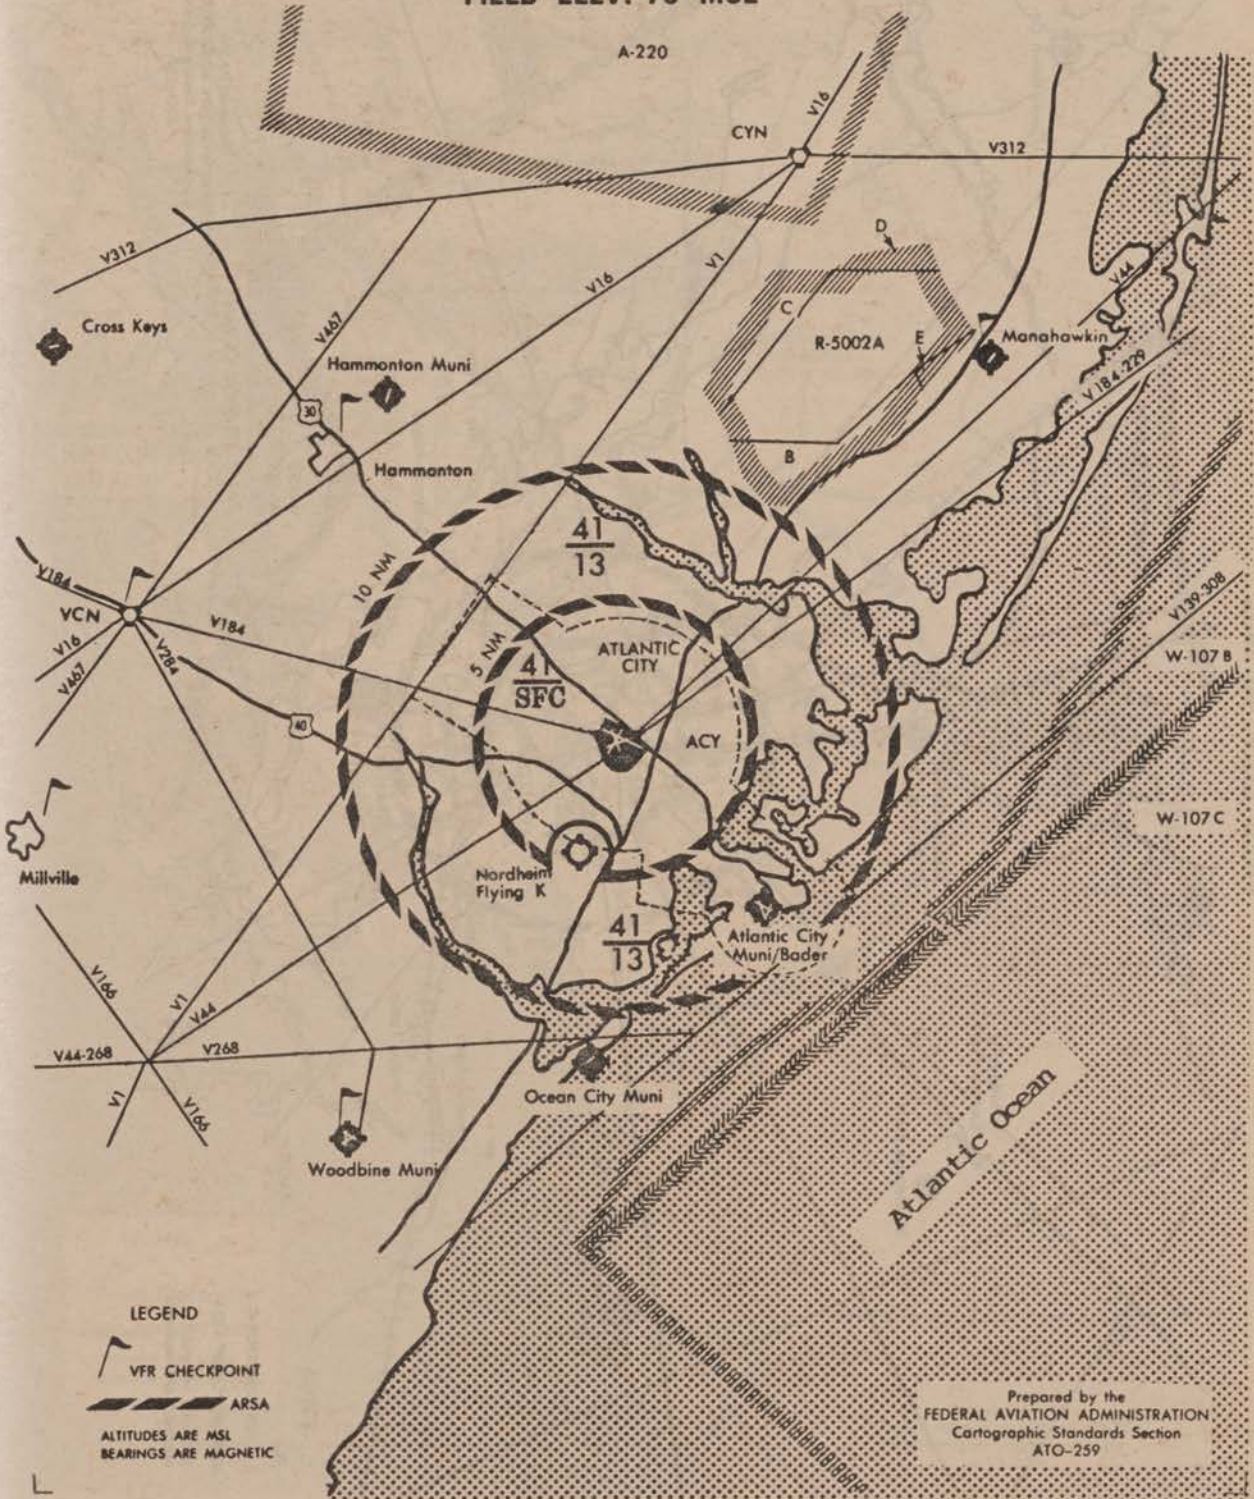 FIELD ELEV. 76' MSL
A-220
V16
CYN
V312
D
V312
V16
V1
V44
C
Cross Keys
V467
R-5002A
E
Manahawkin
Hammonton Muni
V184-229
30
B
Hammonton
41
13
10 NM
V184
VCN
V184
V139-308
V16
V284
5 NM
ATLANTIC
CITY
W-107 B
V467
41
SFC
40
ACY
W-107 C
Millville
Nordheim
Flying K
41
13
Atlantic City
Muni/Bader
V166
V1
V44
V44-268
V268
V1
V166
Ocean City Muni
Woodbine Muni
Atlantic Ocean
LEGEND
VFR CHECKPOINT
ARSA
ALTITUDES ARE MSL
BEARINGS ARE MAGNETIC
Prepared by the
FEDERAL AVIATION ADMINISTRATION
Cartographic Standards Section
ATO-259